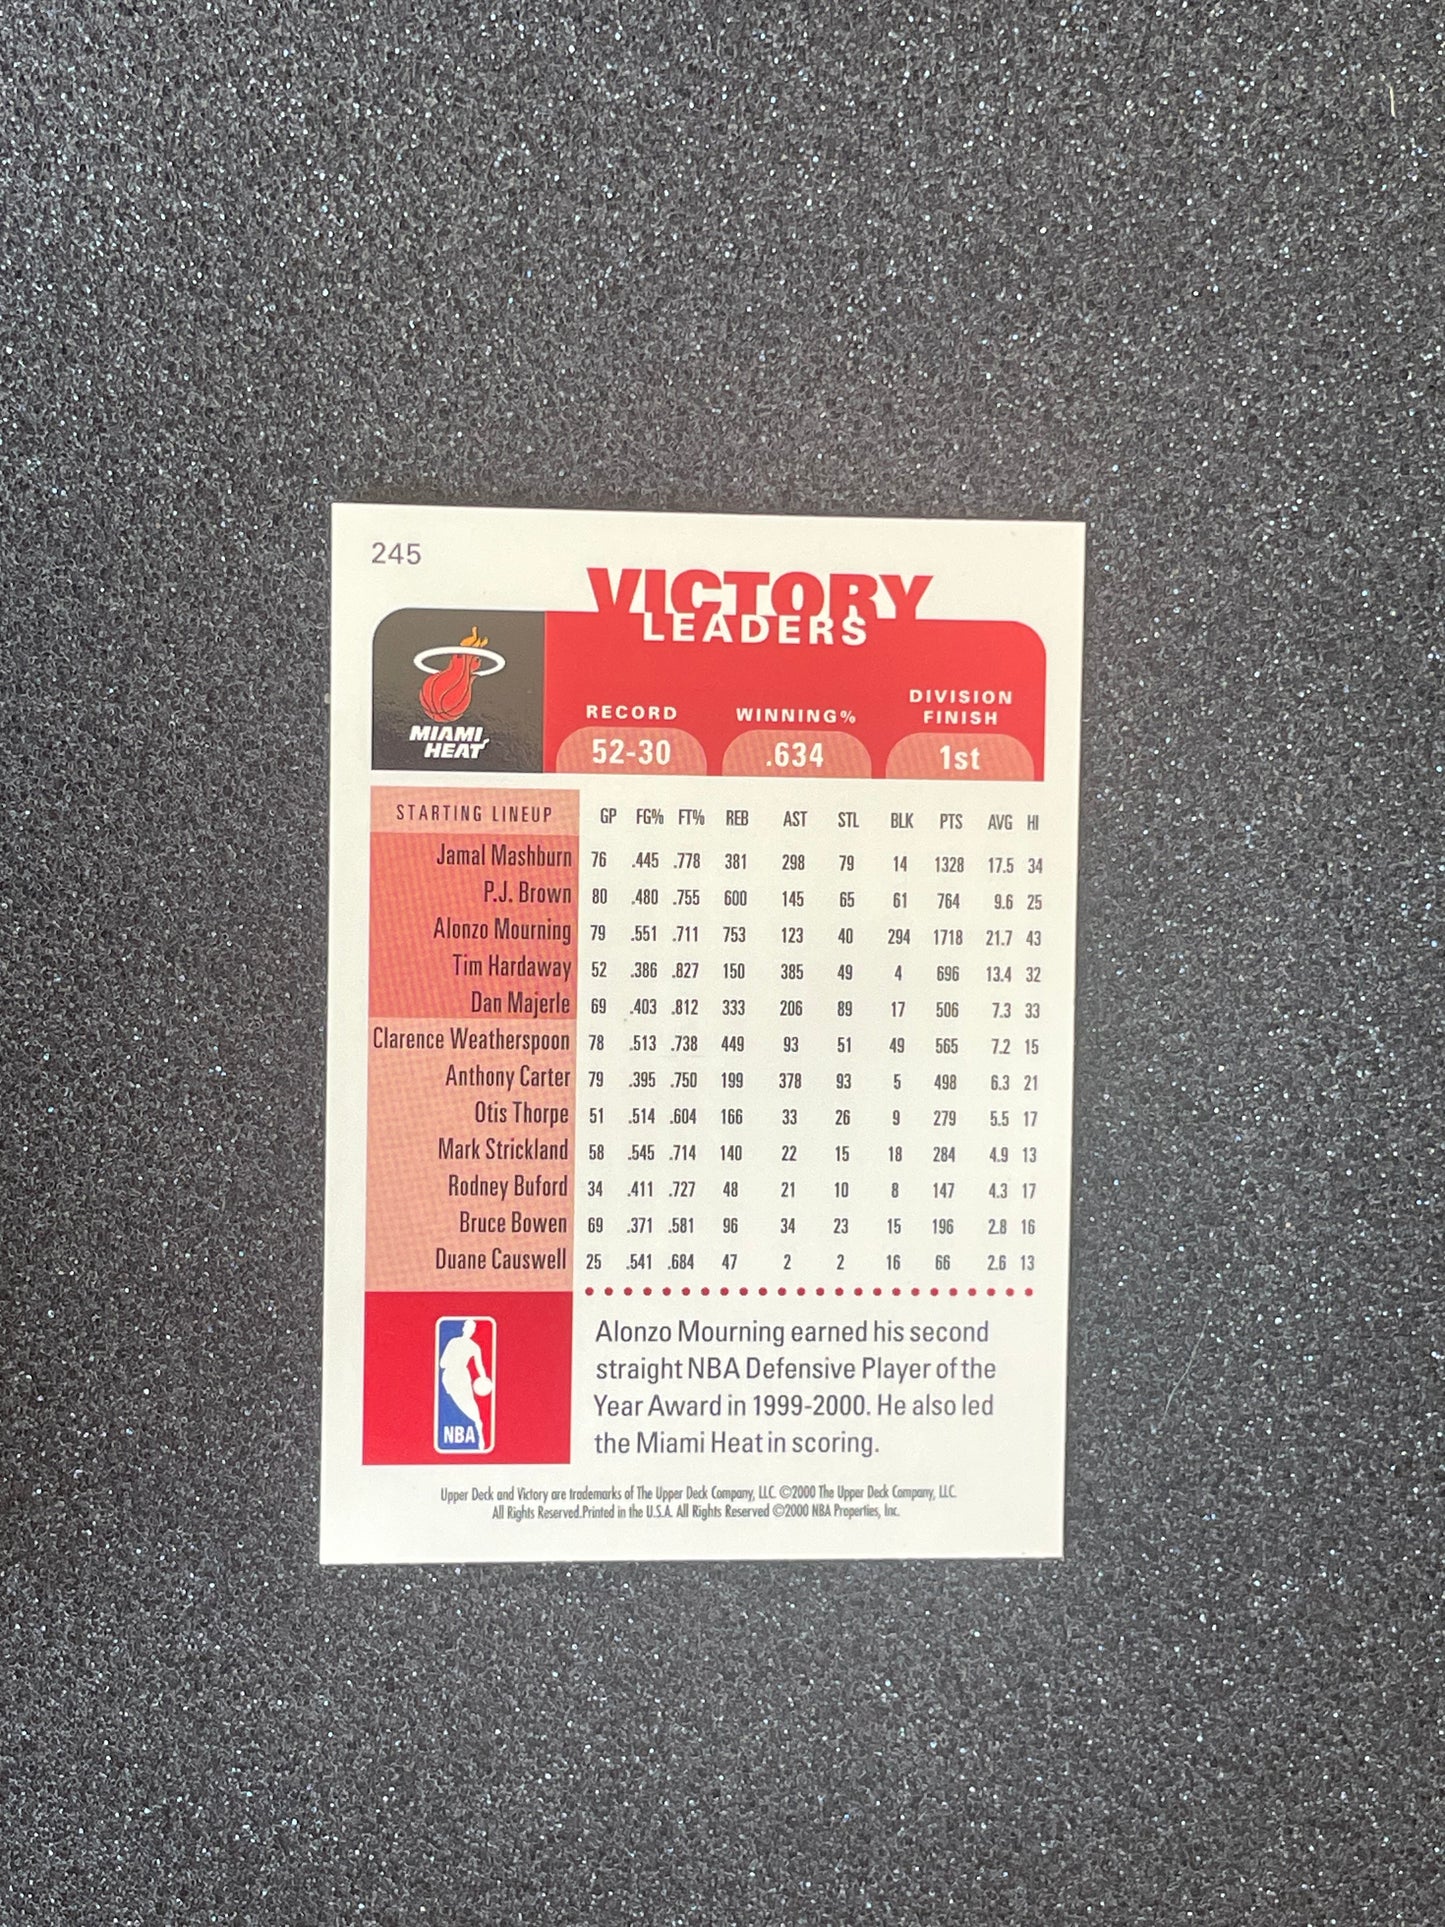 245
VICTORY
LEADERS
MIAMI
HEAT
RECORD WINNING% DIVISION FINISH
52-30 .634 1st
STARTING LINEUP GP FG% FT% REB AST STL BLK PTS AVG HI
Jamal Mashburn 76 .445 .778 381 298 79 14 1328 17.5 34
P.J. Brown 80 .480 .755 600 145 65 61 764 9.6 25
Alonzo Mourning 79 .551 .711 753 123 40 294 1718 21.7 43
Tim Hardaway 52 .386 .827 150 385 49 4 696 13.4 32
Dan Majerle 69 .403 .812 333 206 89 17 506 7.3 33
Clarence Weatherspoon 78 .513 .738 449 93 51 49 565 7.2 15
Anthony Carter 79 .395 .750 199 378 93 5 498 6.3 21
Otis Thorpe 51 .514 .604 166 33 26 9 279 5.5 17
Mark Strickland 58 .545 .714 140 22 15 18 284 4.9 13
Rodney Buford 34 .411 .727 48 21 10 8 147 4.3 17
Bruce Bowen 69 .371 .581 96 34 23 15 196 2.8 16
Duane Causwell 25 .541 .684 47 2 2 16 66 2.6 13
NBA
Alonzo Mourning earned his second
straight NBA Defensive Player of the
Year Award in 1999-2000. He also led
the Miami Heat in scoring.
Upper Deck and Victory are trademarks of The Upper Deck Company, LLC. ©2000 The Upper Deck Company, LLC.
All Rights Reserved.Printed in the U.S.A. All Rights Reserved ©2000 NBA Properties, Inc.